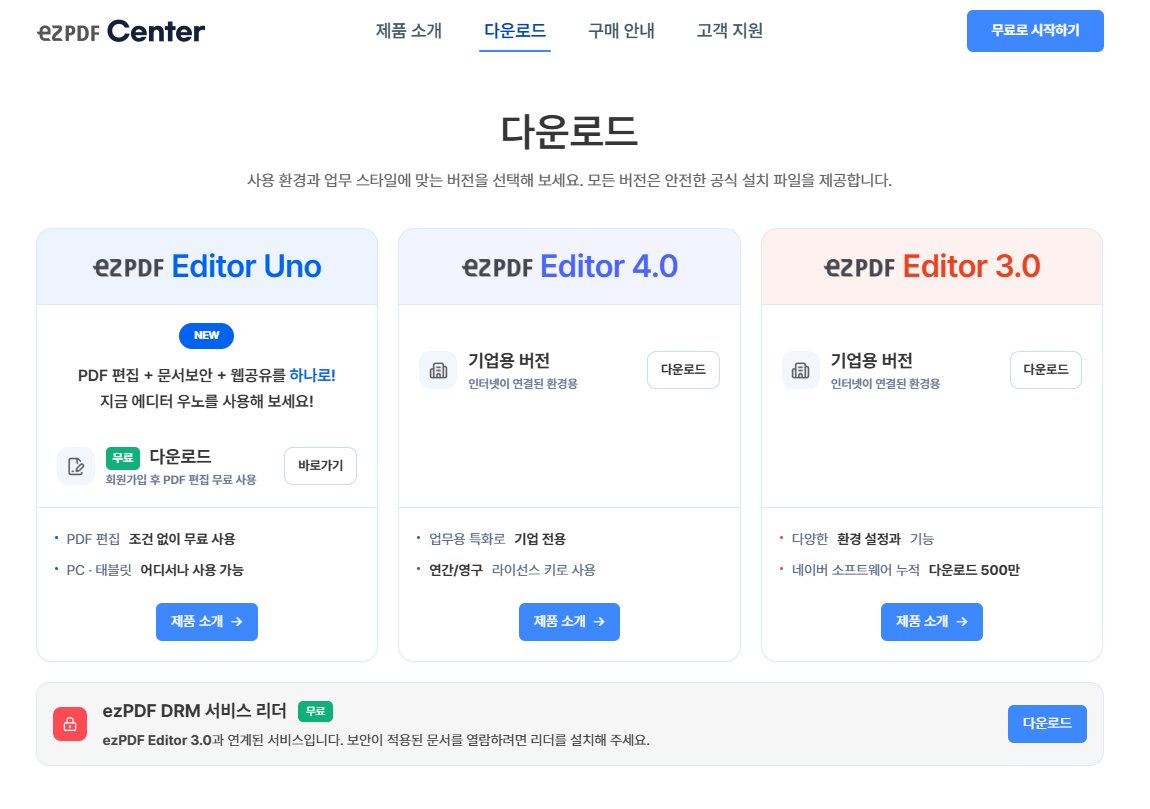 ezPDF Center
제품 소개
다운로드
구매 안내
고객 지원
무료로 시작하기
다운로드
사용 환경과 업무 스타일에 맞는 버전을 선택해 보세요. 모든 버전은 안전한 공식 설치 파일을 제공합니다.
ezPDF Editor Uno
NEW
PDF 편집 + 문서보안 + 웹공유를 하나로!
지금 에디터 우노를 사용해 보세요!
무료 다운로드
회원가입 후 PDF 편집 무료 사용
바로가기
• PDF 편집 조건 없이 무료 사용
• PC · 태블릿 어디서나 사용 가능
제품 소개 →
ezPDF Editor 4.0
기업용 버전
인터넷이 연결된 환경용
다운로드
• 업무용 특화로 기업 전용
• 연간/영구 라이선스 키로 사용
제품 소개 →
ezPDF Editor 3.0
기업용 버전
인터넷이 연결된 환경용
다운로드
• 다양한 환경 설정과 기능
• 네이버 소프트웨어 누적 다운로드 500만
제품 소개 →
ezPDF DRM 서비스 리더 무료
ezPDF Editor 3.0과 연계된 서비스입니다. 보안이 적용된 문서를 열람하려면 리더를 설치해 주세요.
다운로드